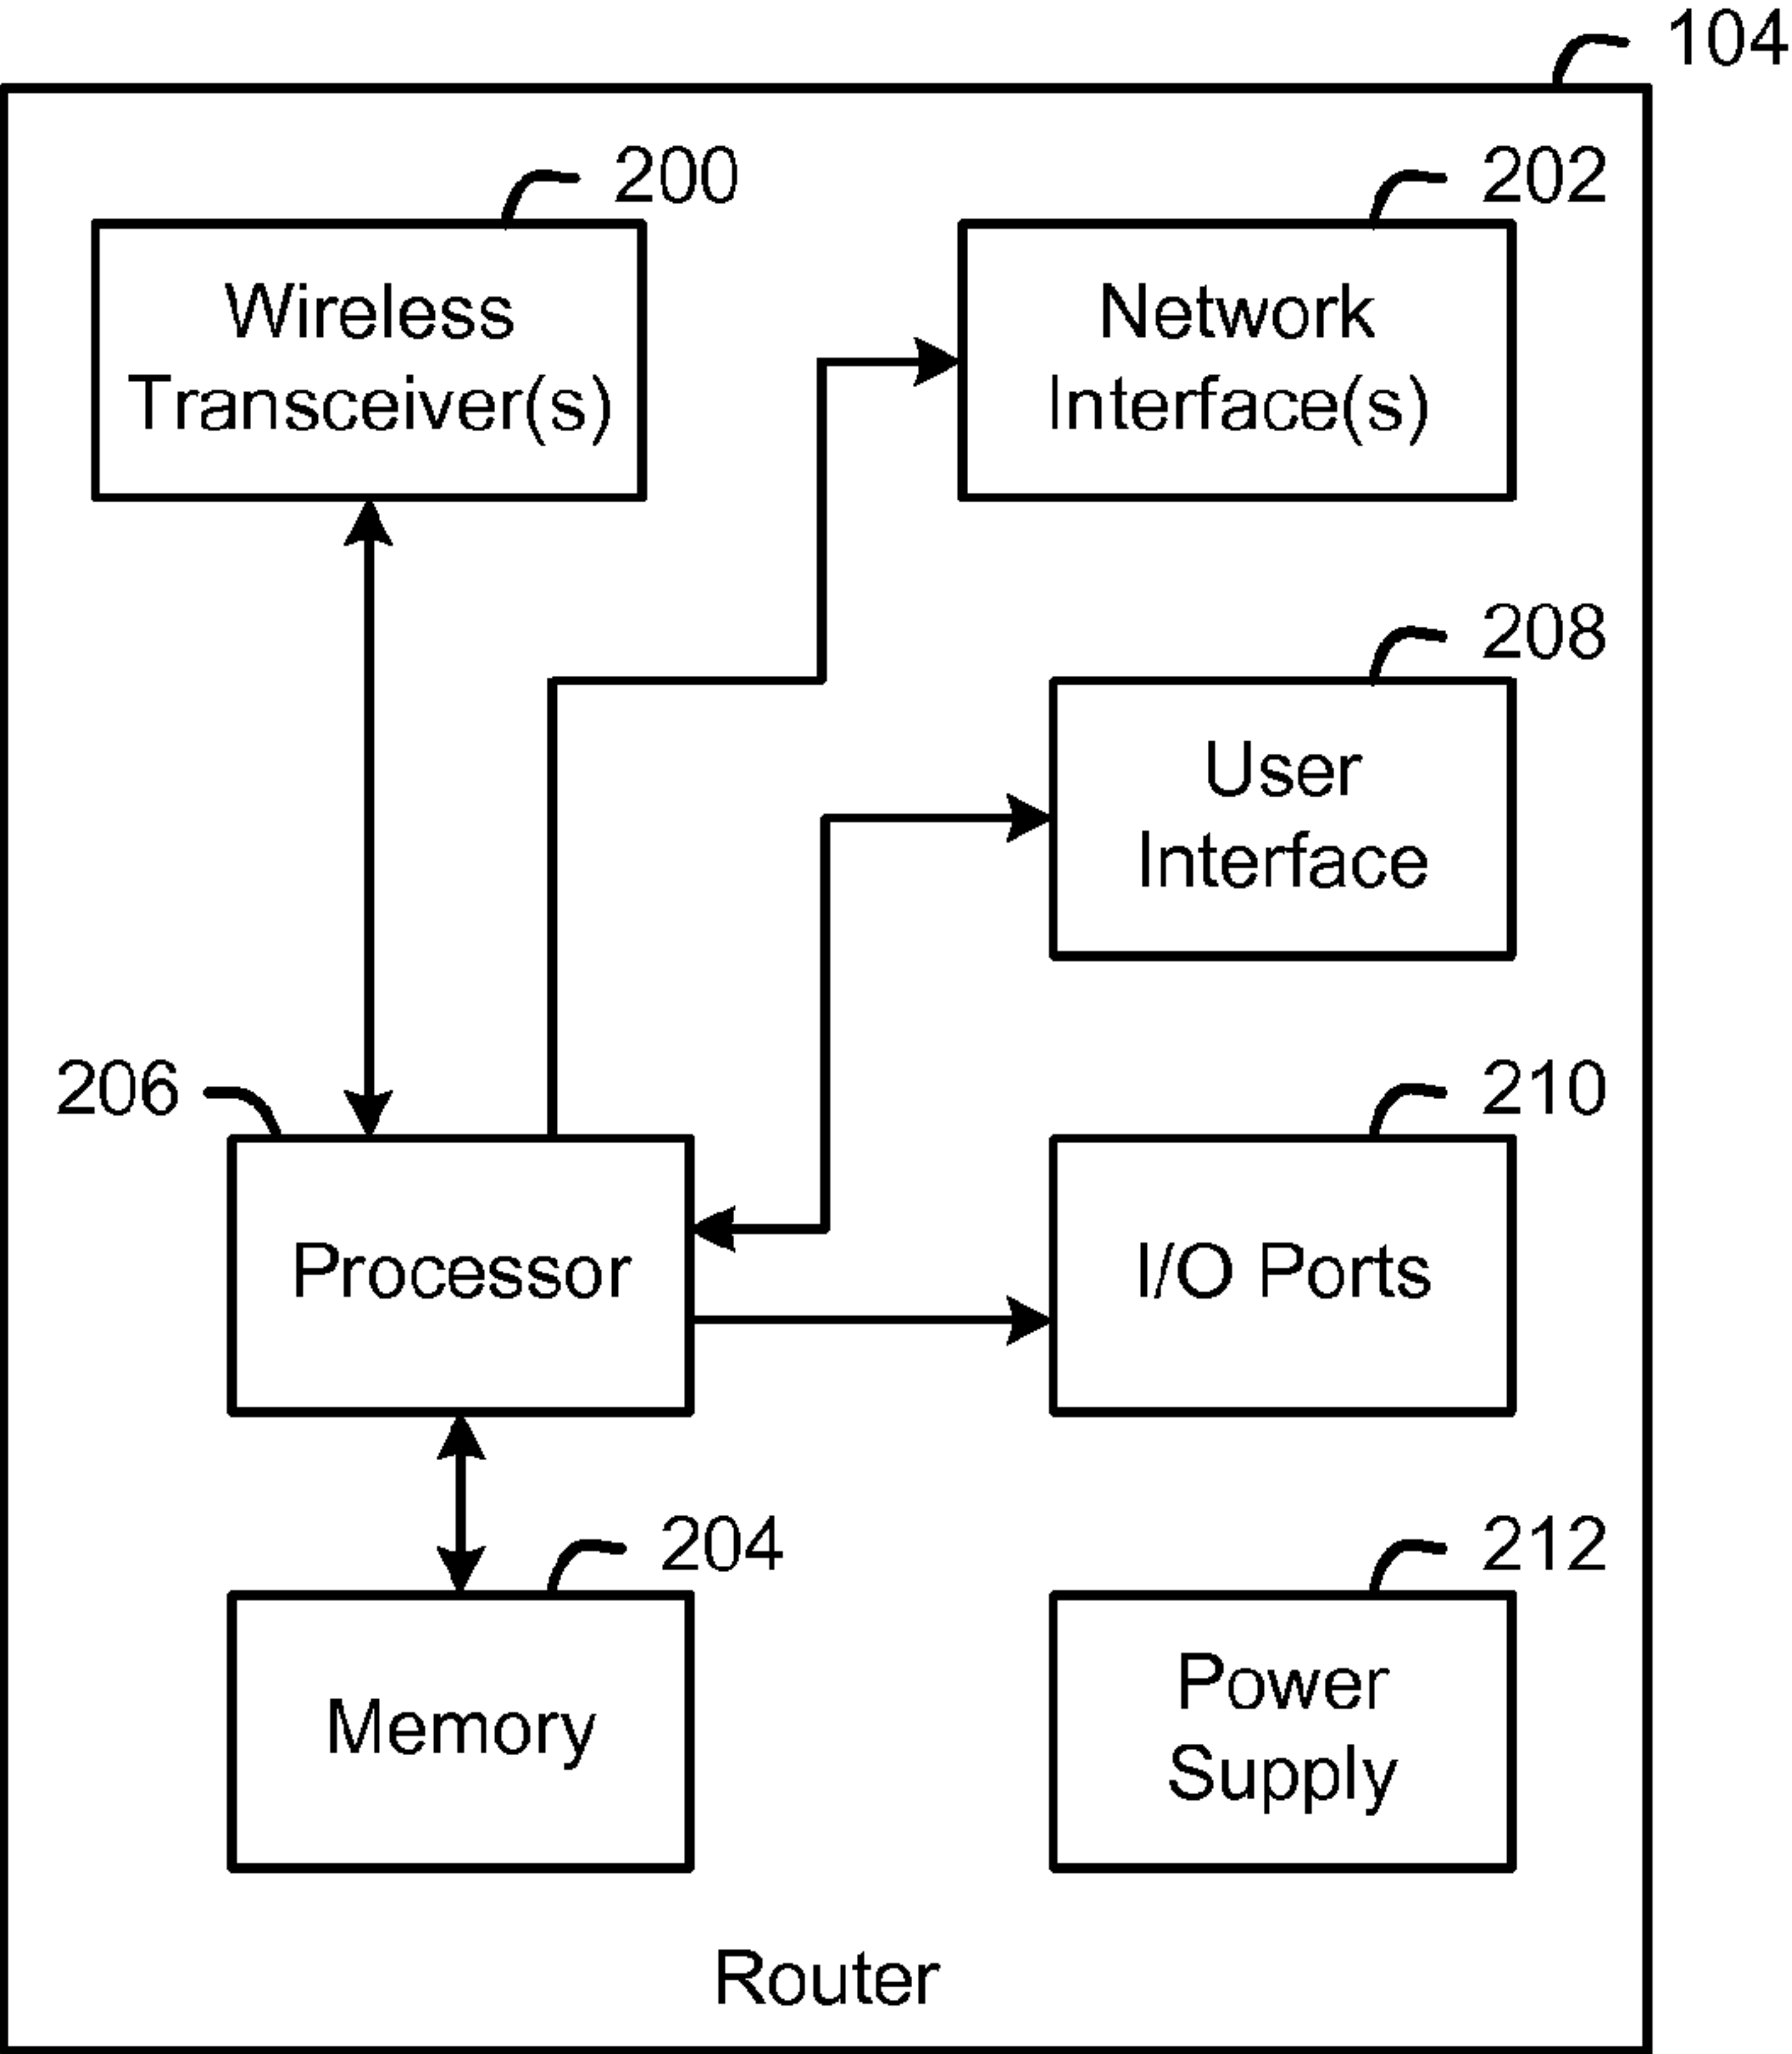 104
200
202
Wireless
Transceiver(s)
Network
Interface(s)
208
User
Interface
206
210
Processor
I/O Ports
204
212
Memory
Power
Supply
Router